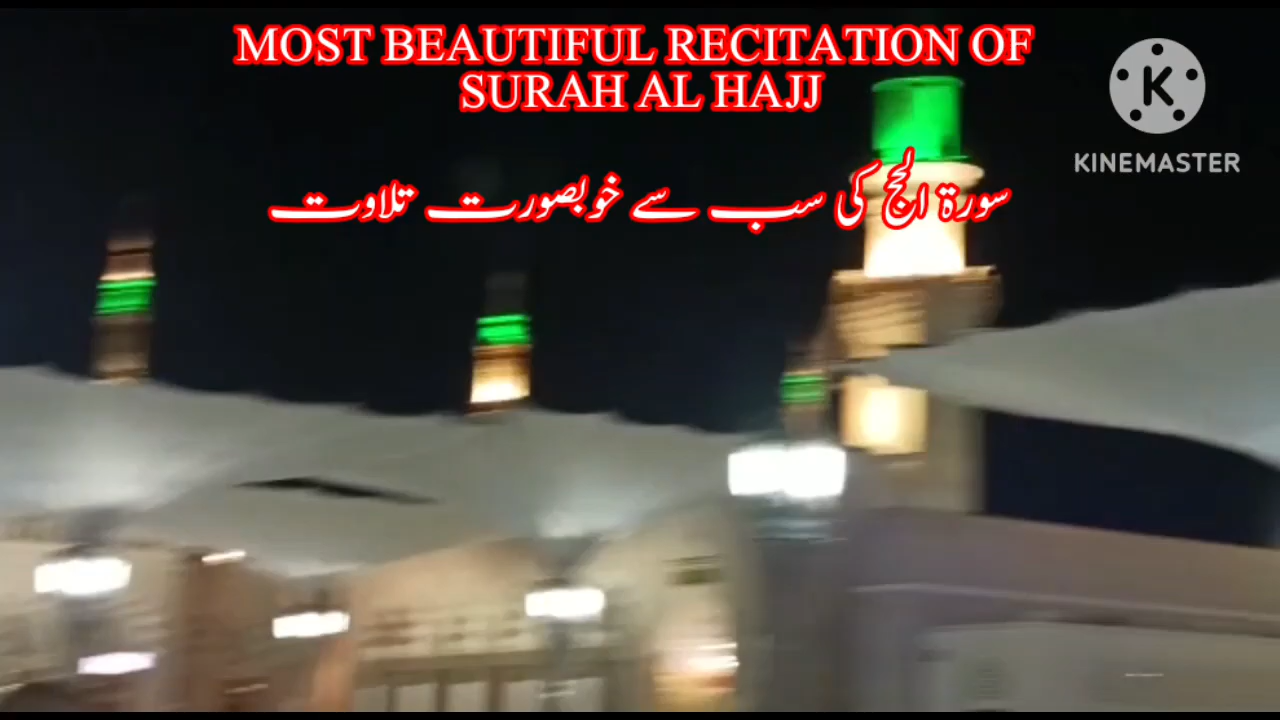 MOST BEAUTIFUL RECITATION OF
SURAH AL HAJJ
سورۃ الحج کی سب سے خوبصورت تلاوت
KINEMASTER